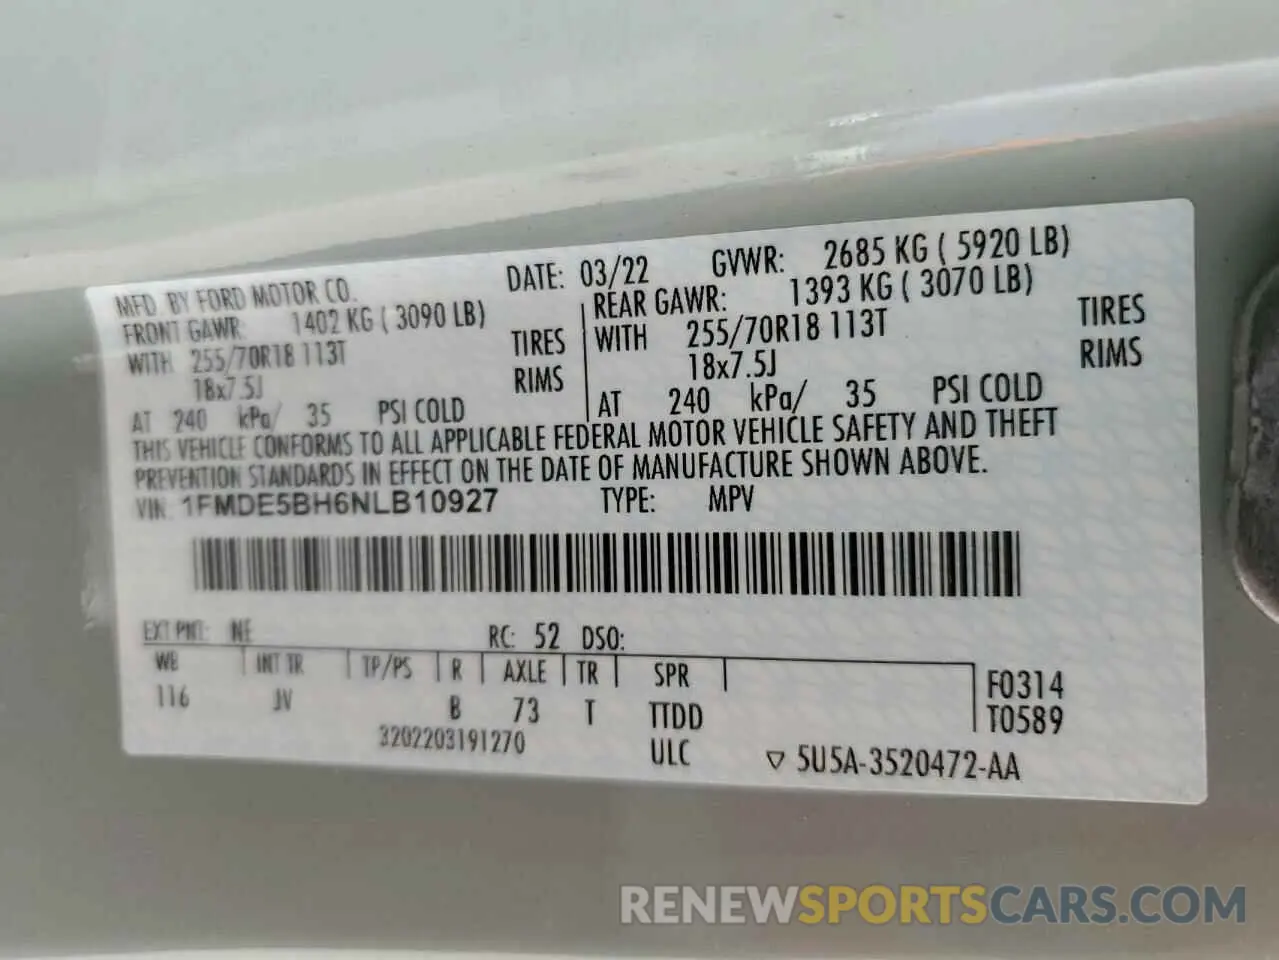 MFD. BY FORD MOTOR CO.
DATE: 03/22
GVWR: 2685 KG ( 5920 LB)
FRONT GAWR: 1402 KG ( 3090 LB)
WITH 255/70R18 113T TIRES
18x7.5J RIMS
AT 240 kPa/ 35 PSI COLD
REAR GAWR: 1393 KG ( 3070 LB)
WITH 255/70R18 113T TIRES
18x7.5J RIMS
AT 240 kPa/ 35 PSI COLD
THIS VEHICLE CONFORMS TO ALL APPLICABLE FEDERAL MOTOR VEHICLE SAFETY AND THEFT
PREVENTION STANDARDS IN EFFECT ON THE DATE OF MANUFACTURE SHOWN ABOVE.
VIN: 1FMDE5BH6NLB10927 TYPE: MPV
EXT PNT: NE RC: 52 DSO:
WB INT TR TP/PS R AXLE TR SPR
116 JV B 73 T TTDD
3202203191270 ULC
F0314
T0589
▽ 5U5A-3520472-AA
RENEWSPORTSCARS.COM